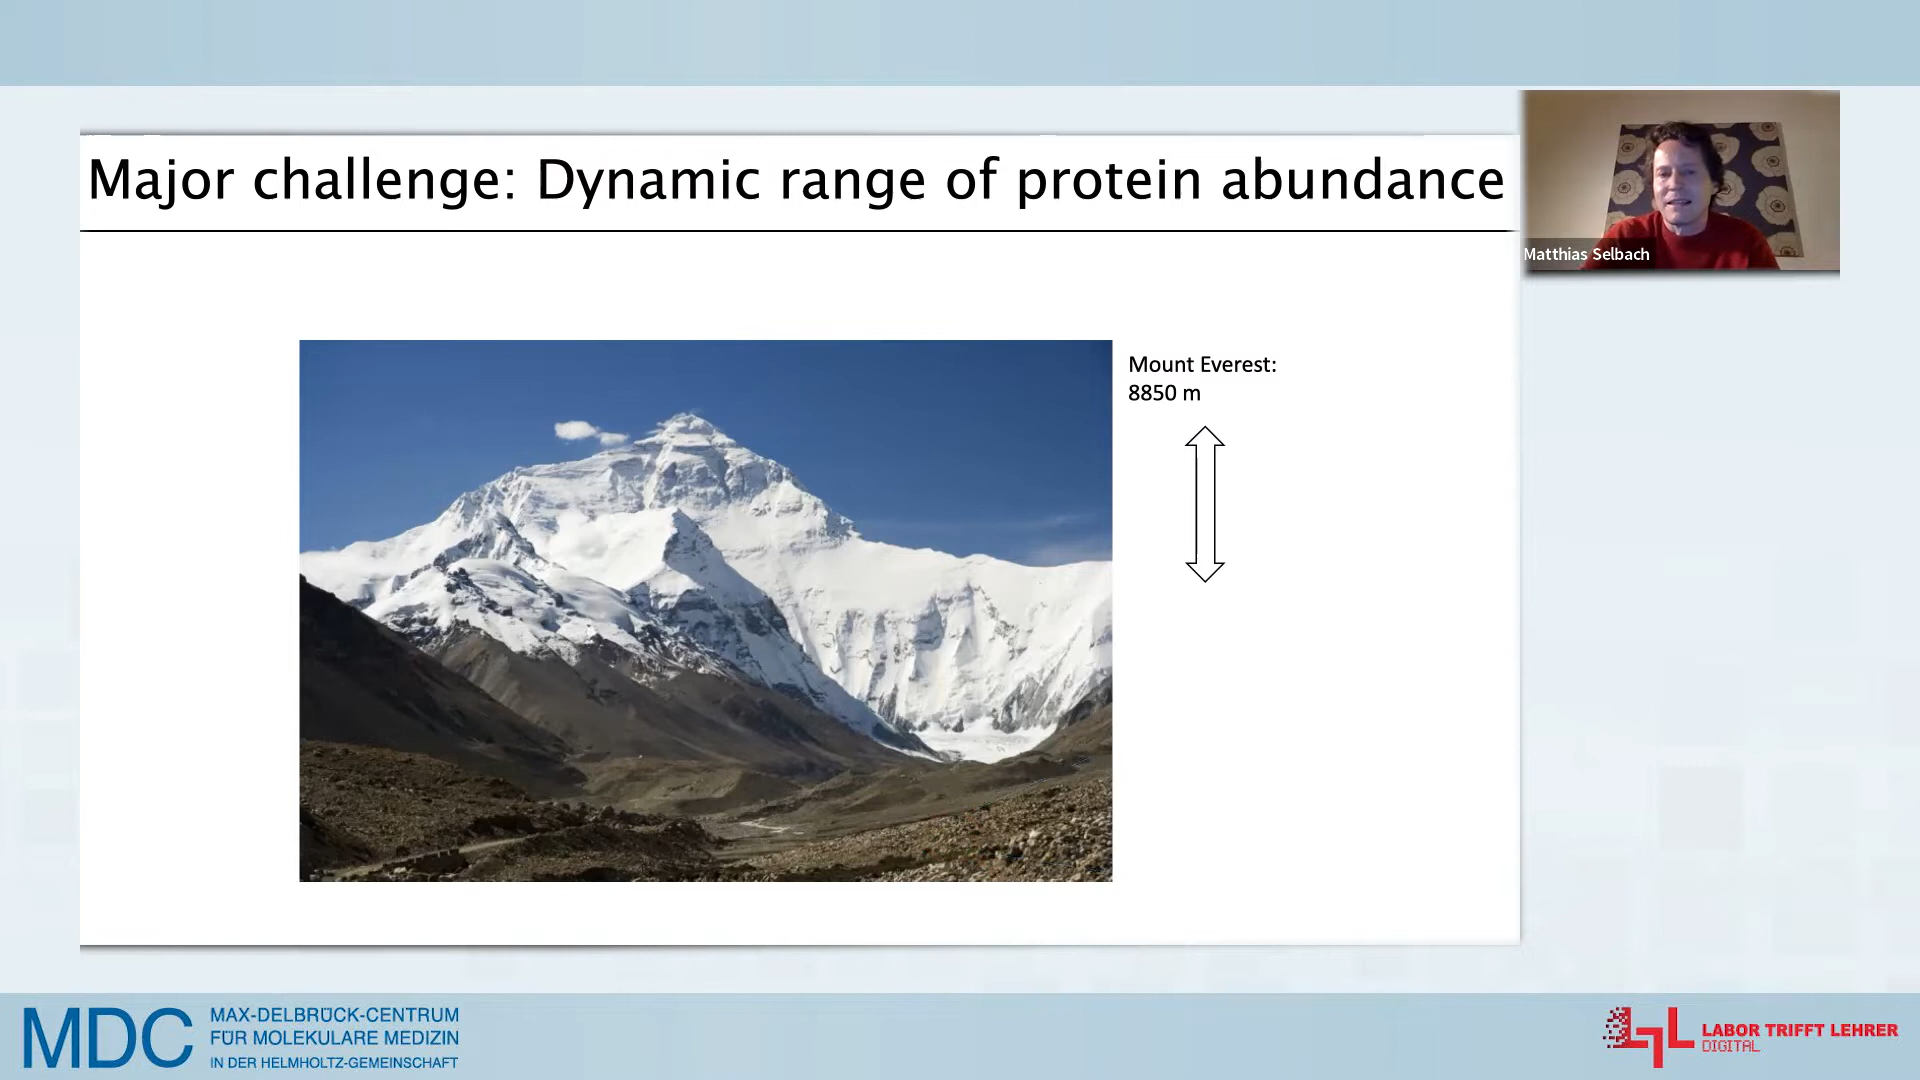 Major challenge: Dynamic range of protein abundance
Matthias Selbach
Mount Everest:
8850 m
MDC
MAX-DELBRÜCK-CENTRUM
FÜR MOLEKULARE MEDIZIN
IN DER HELMHOLTZ-GEMEINSCHAFT
LABOR TRIFFT LEHRER
DIGITAL